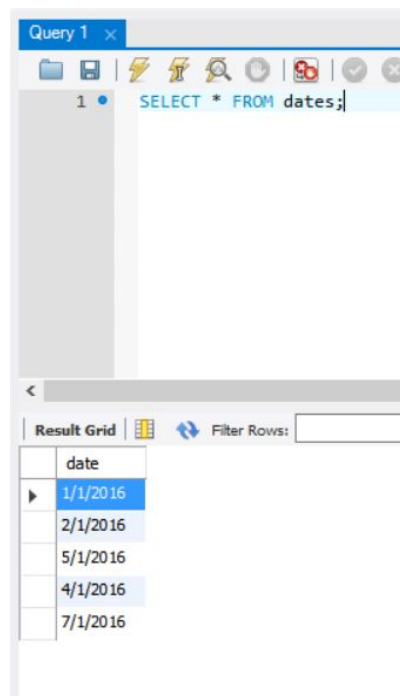 Query 1
1 SELECT * FROM dates;
Result Grid Filter Rows:
date
1/1/2016
2/1/2016
5/1/2016
4/1/2016
7/1/2016